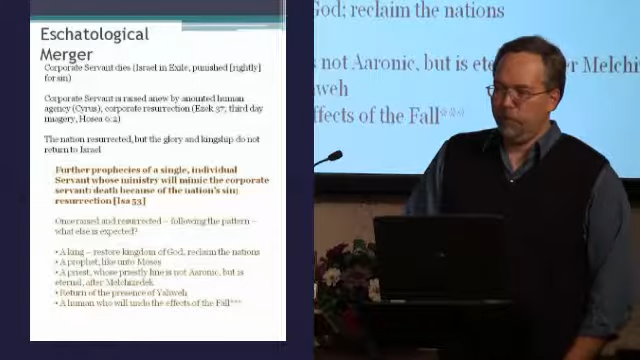 Eschatological
Merger
Corporate Servant dies (Israel in Exile, punished [rightly]
for sin)
Corporate Servant is raised anew by anointed human
agency (Cyrus); corporate resurrection (Ezek 37; third day
imagery, Hosea 6:2)
The nation resurrected, but the glory and kingship do not
return to Israel
Further prophecies of a single, individual
Servant whose ministry will mimic the corporate
servant: death because of the nation's sin;
resurrection [Isa 53]
Once raised and resurrected – following the pattern –
what else is expected?
• A king – restore kingdom of God, reclaim the nations
• A prophet, like unto Moses
• A priest, whose priestly line is not Aaronic, but is
eternal, after Melchizedek
• Return of the presence of Yahweh
• A human who will undo the effects of the Fall***
God; reclaim the nations
s not Aaronic, but is eter er Melchiz
hweh
ffects of the Fall***